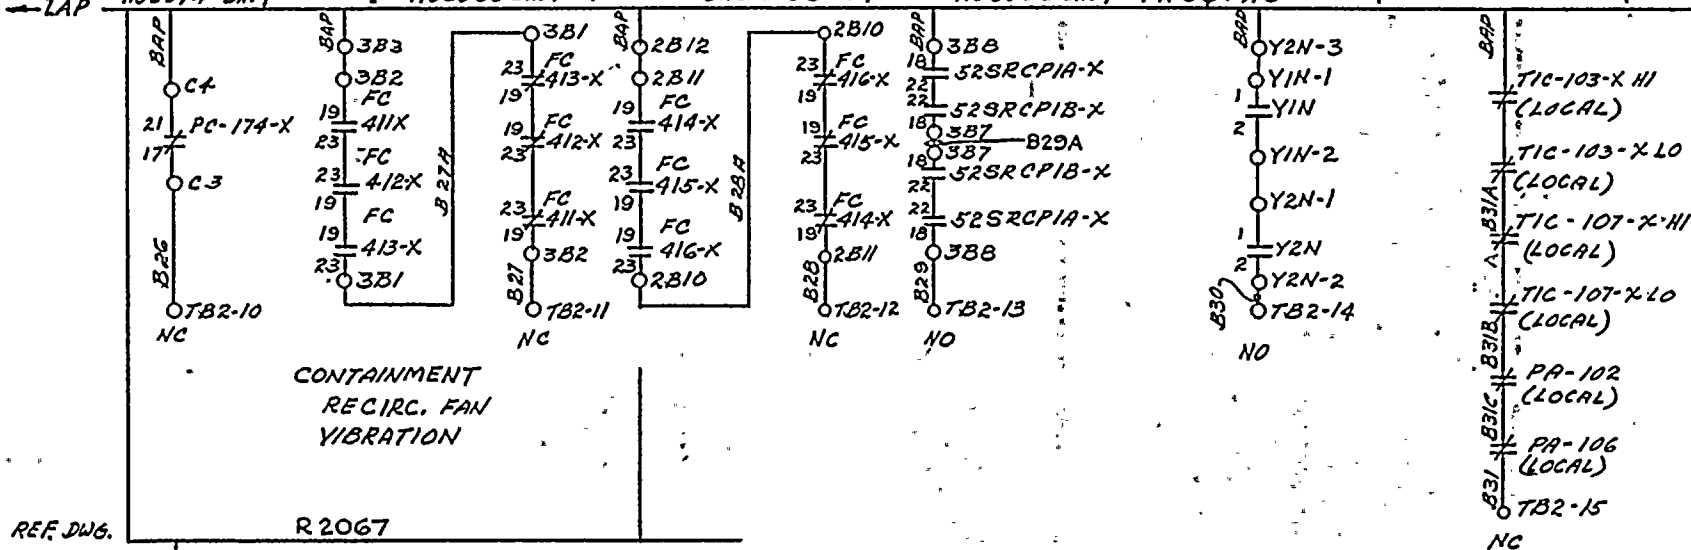 LAP
BAP
C4
21 PC-174-X
17
C3
B26
TB2-10
NC
BAP
3B3
3B2
FC
19 411X
23
FC
23 412-X
19
FC
19 413-X
23
3B1
B27A
3B1
FC
23 413-X
19
FC
19 412-X
23
FC
23 411-X
19
3B2
B27
TB2-11
NC
BAP
2B12
2B11
FC
19 414-X
23
FC
23 415-X
19
FC
19 416-X
23
2B10
B28A
2B10
FC
23 416-X
19
FC
19 415-X
23
FC
23 414-X
19
2B11
B28
TB2-12
NC
BAP
3B8
18 52SRCP1A-X
22
22 52SRCP1B-X
18
3B7
B29A
3B7
18 52SRCP1B-X
22
22 52SRCP1A-X
18
3B8
B29
TB2-13
NO
BAP
Y2N-3
Y1N-1
1 Y1N
2
Y1N-2
Y2N-1
1 Y2N
2
Y2N-2
B30
TB2-14
NO
BAP
TIC-103-X HI
(LOCAL)
TIC-103-X LO
(LOCAL)
B31A
TIC-107-X-HI
(LOCAL)
A
TIC-107-X LO
(LOCAL)
B31B
PA-102
(LOCAL)
B31C
PA-106
(LOCAL)
B31
TB2-15
NC
CONTAINMENT
RECIRC. FAN
VIBRATION
REF. DWG.
R2067